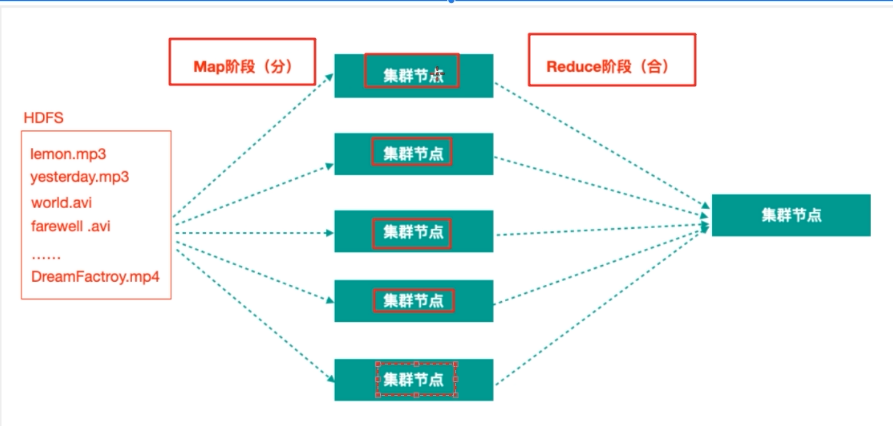 Map阶段（分）
集群节点
Reduce阶段（合）
HDFS
lemon.mp3
yesterday.mp3
world.avi
farewell .avi
……
DreamFactroy.mp4
集群节点
集群节点
集群节点
集群节点
集群节点